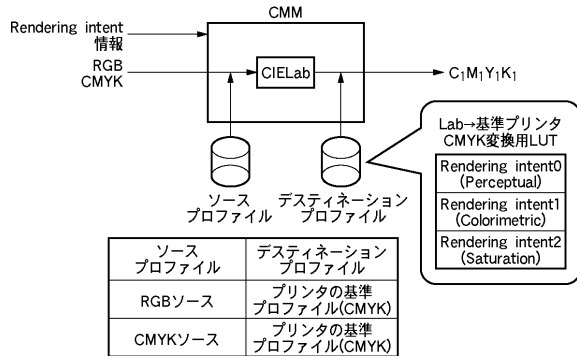 CMM
Rendering intent
情報
RGB
CMYK
CIELab
C₁M₁Y₁K₁
ソース
プロファイル
デスティネーション
プロファイル
Lab→基準プリンタ
CMYK変換用LUT
Rendering intent0
(Perceptual)
Rendering intent1
(Colorimetric)
Rendering intent2
(Saturation)
ソース
プロファイル
デスティネーション
プロファイル
RGBソース
プリンタの基準
プロファイル(CMYK)
CMYKソース
プリンタの基準
プロファイル(CMYK)